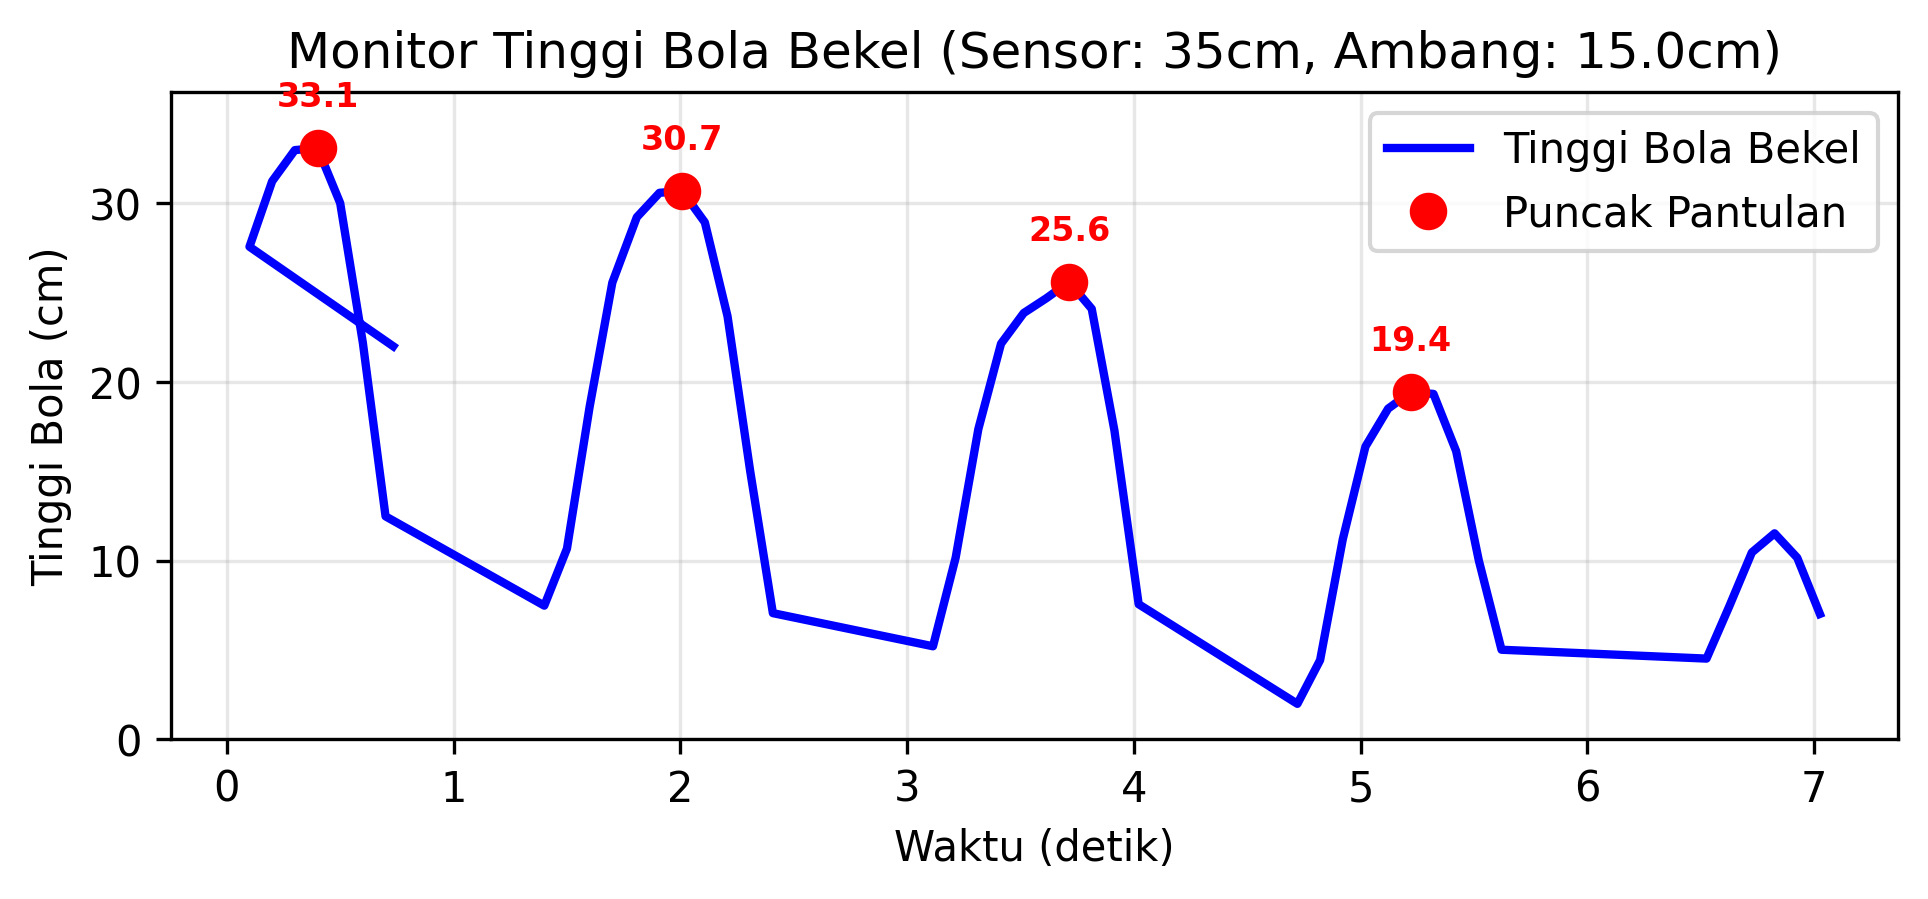 Monitor Tinggi Bola Bekel (Sensor: 35cm, Ambang: 15.0cm)
33.1
30.7
25.6
19.4
Tinggi Bola Bekel
Puncak Pantulan
Tinggi Bola (cm)
30
20
10
0
0 1 2 3 4 5 6 7
Waktu (detik)